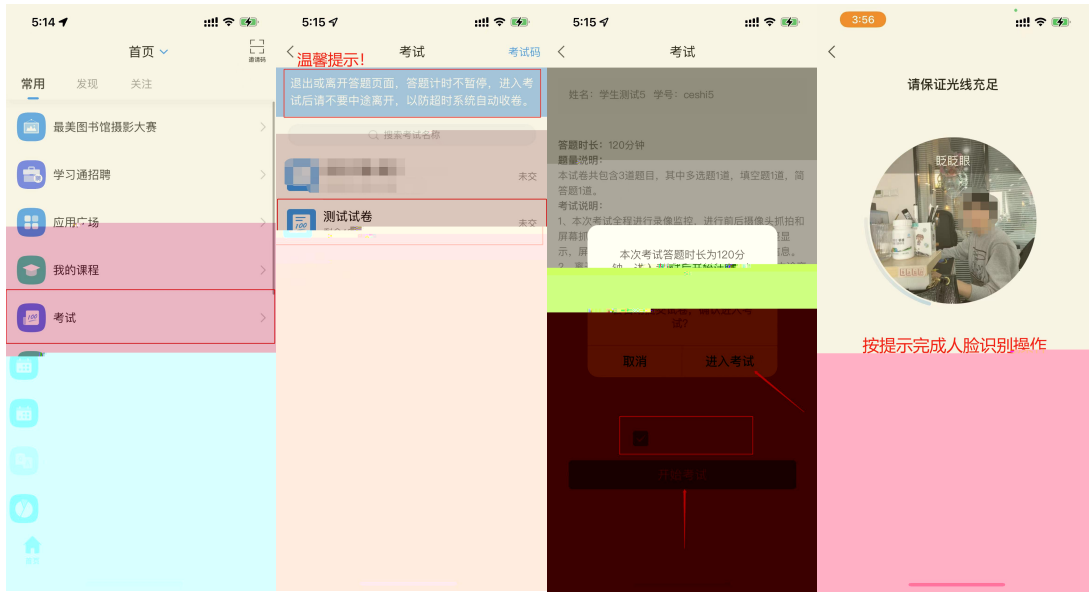 5:14
首页
邀请码
常用
发现
关注
最美图书馆摄影大赛
学习通招聘
应用广场
我的课程
考试
5:15
考试
考试码
温馨提示!
退出或离开答题页面,答题计时不暂停,进入考
试后请不要中途离开,以防超时系统自动收卷。
搜索考试名称
未交
测试试卷
未交
5:15
考试
姓名:学生测试5 学号:ceshi5
答题时长:120分钟
题量说明:
本试卷共包含3道题目,其中多选题1道,填空题1道,简
答题1道。
考试说明:
1、本次考试全程进行录像监控,进行前后摄像头抓拍和
屏幕抓
显
示,屏
息。
本次考试答题时长为120分
试?
取消
进入考试
开始考试
3:56
请保证光线充足
眨眨眼
按提示完成人脸识别操作